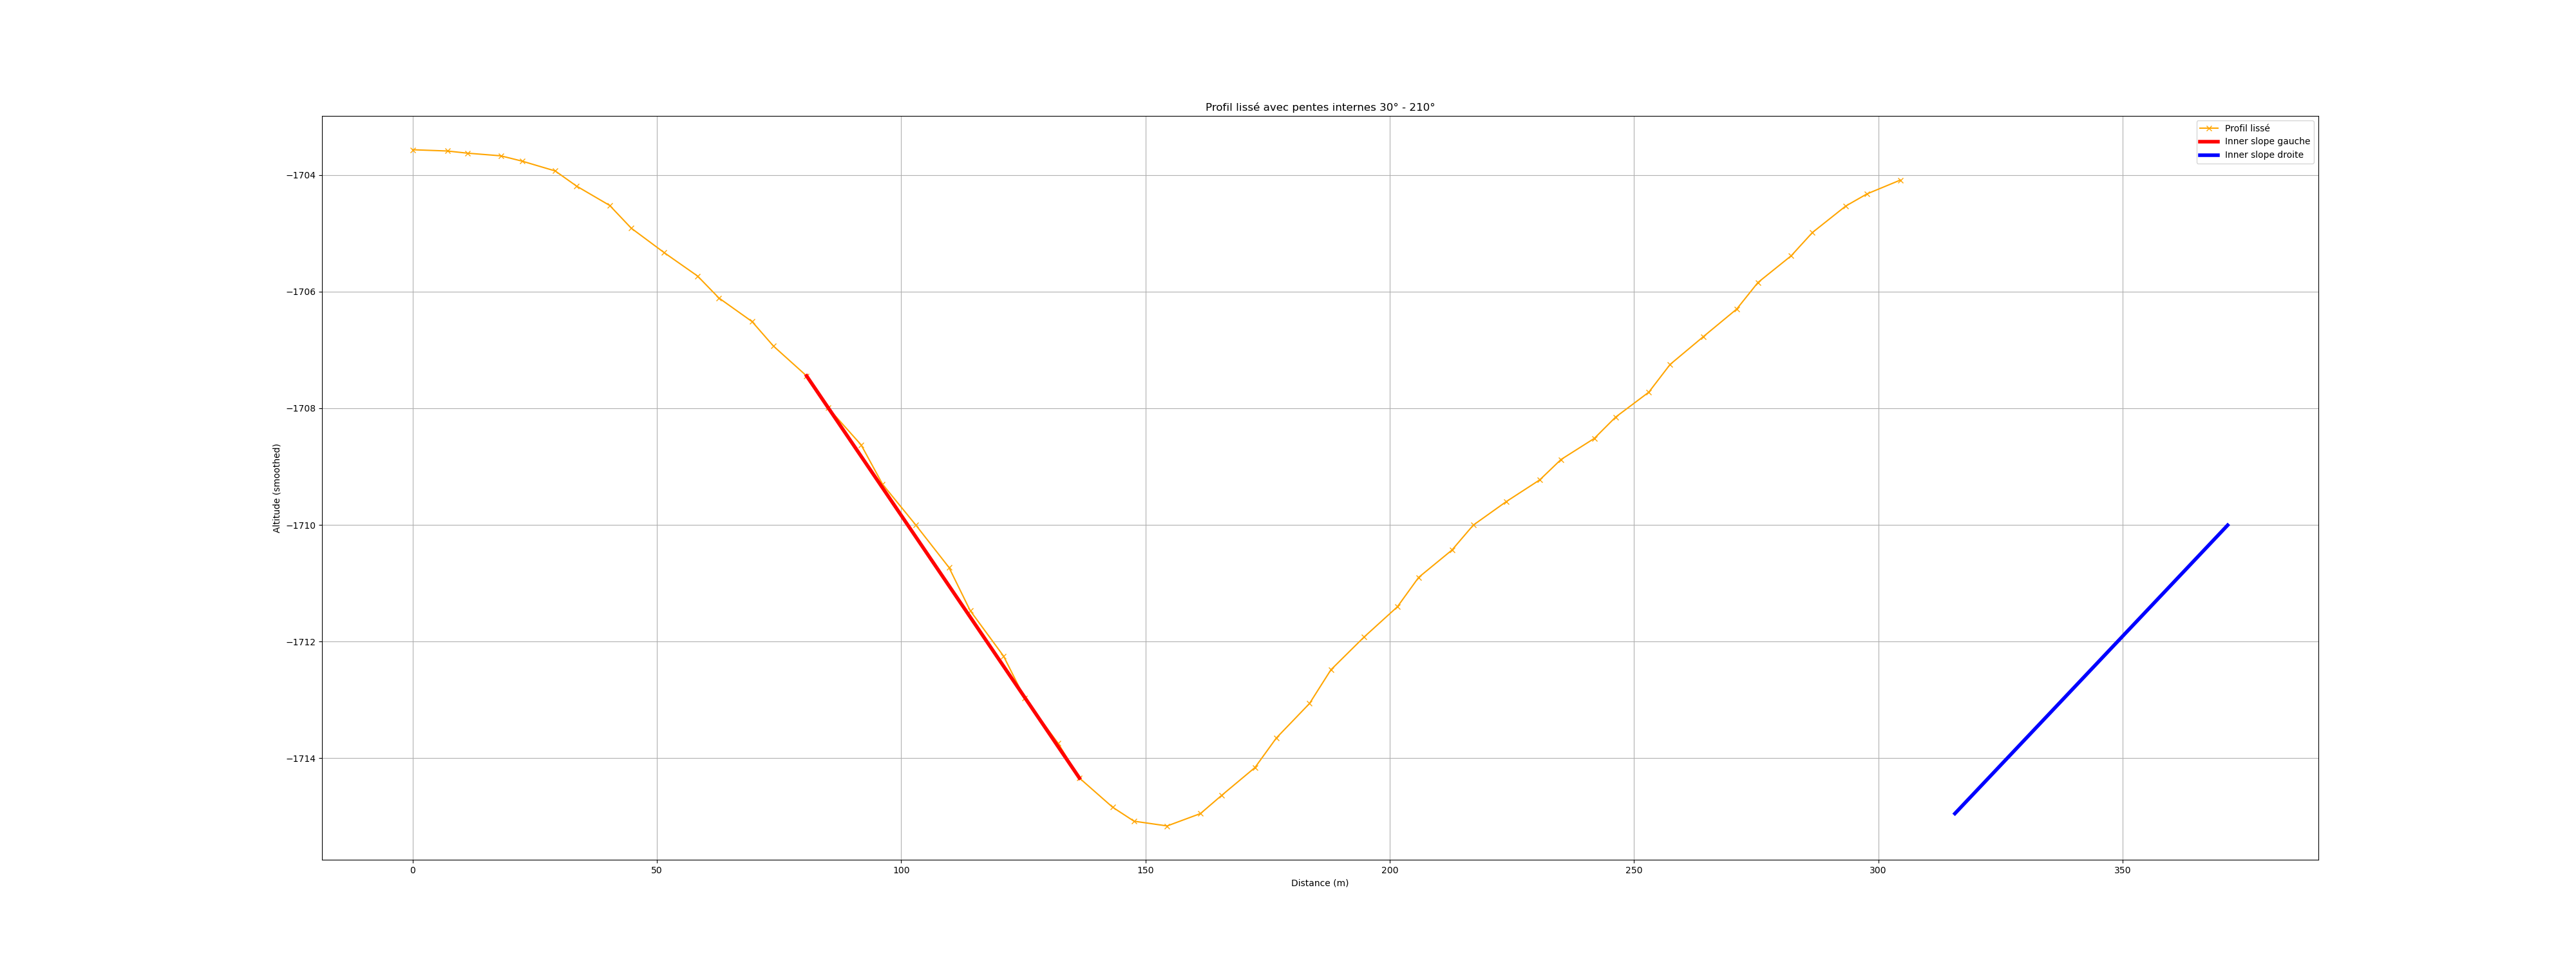 Profil lissé avec pentes internes 30° - 210°
Profil lissé
Inner slope gauche
Inner slope droite
Altitude (smoothed)
−1704
−1706
−1708
−1710
−1712
−1714
0 50 100 150 200 250 300 350
Distance (m)